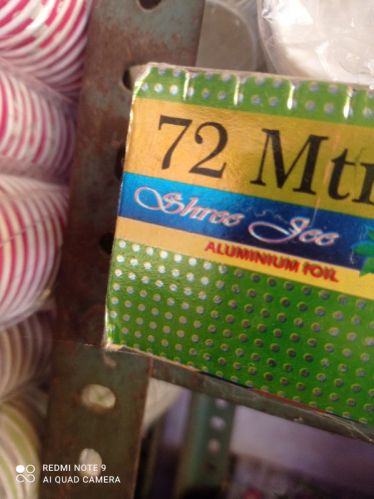 72 Mtr
Shree Jee
ALUMINIUM FOIL
REDMI NOTE 9
AI QUAD CAMERA